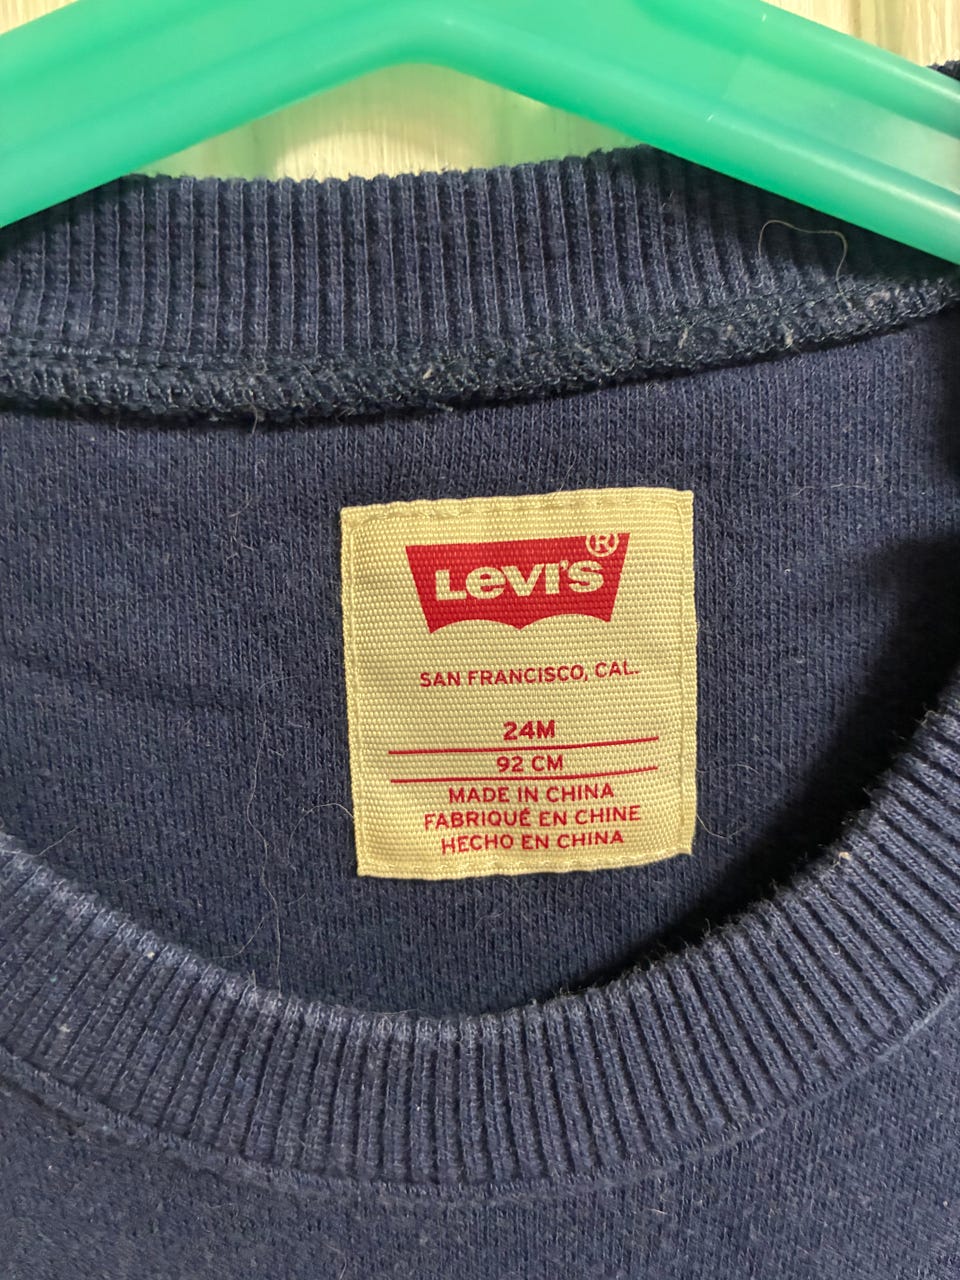 LEVI'S®
SAN FRANCISCO, CAL.
24M
92 CM
MADE IN CHINA
FABRIQUÉ EN CHINE
HECHO EN CHINA